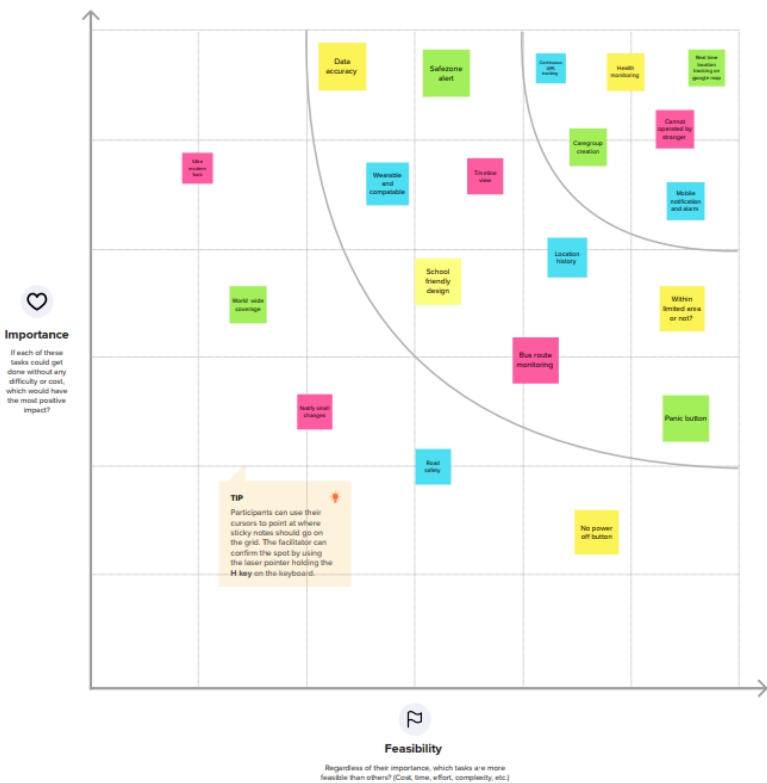 Data
accuracy
Safezone
alert
Continuous
GPS
tracking
Health
monitoring
Real time
location
tracking on
google map
Cannot
operated by
stranger
Caregroup
creation
modern
Wearable
and
compatable
Timeline
view
Mobile
notification
and alarm
Location
history
School
friendly
design
World wide
coverage
Within
limited area
or not?
Bus route
monitoring
Notify small
changes
Panic button
Road
safety
No power
off button
Importance
If each of these
tasks could get
done without any
difficulty or cost,
which would have
the most positive
impact?
TIP
Participants can use their
cursors to point at where
sticky notes should go on
the grid. The facilitator can
confirm the spot by using
the laser pointer holding the
H key on the keyboard.
Feasibility
Regardless of their importance, which tasks are more
feasible than others? (Cost, time, effort, complexity, etc.)